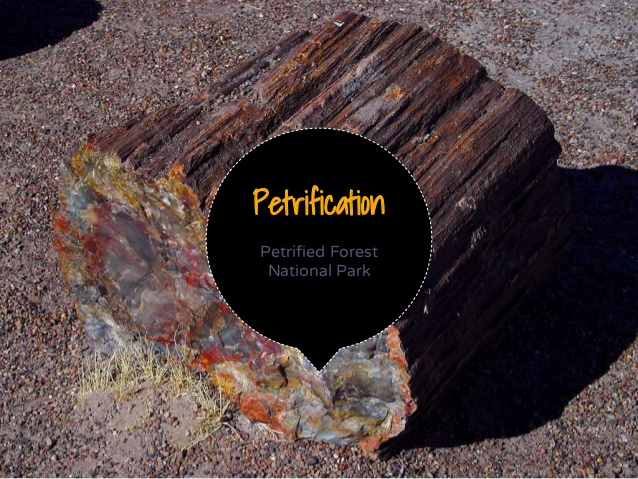 Petrification
Petrified Forest
National Park